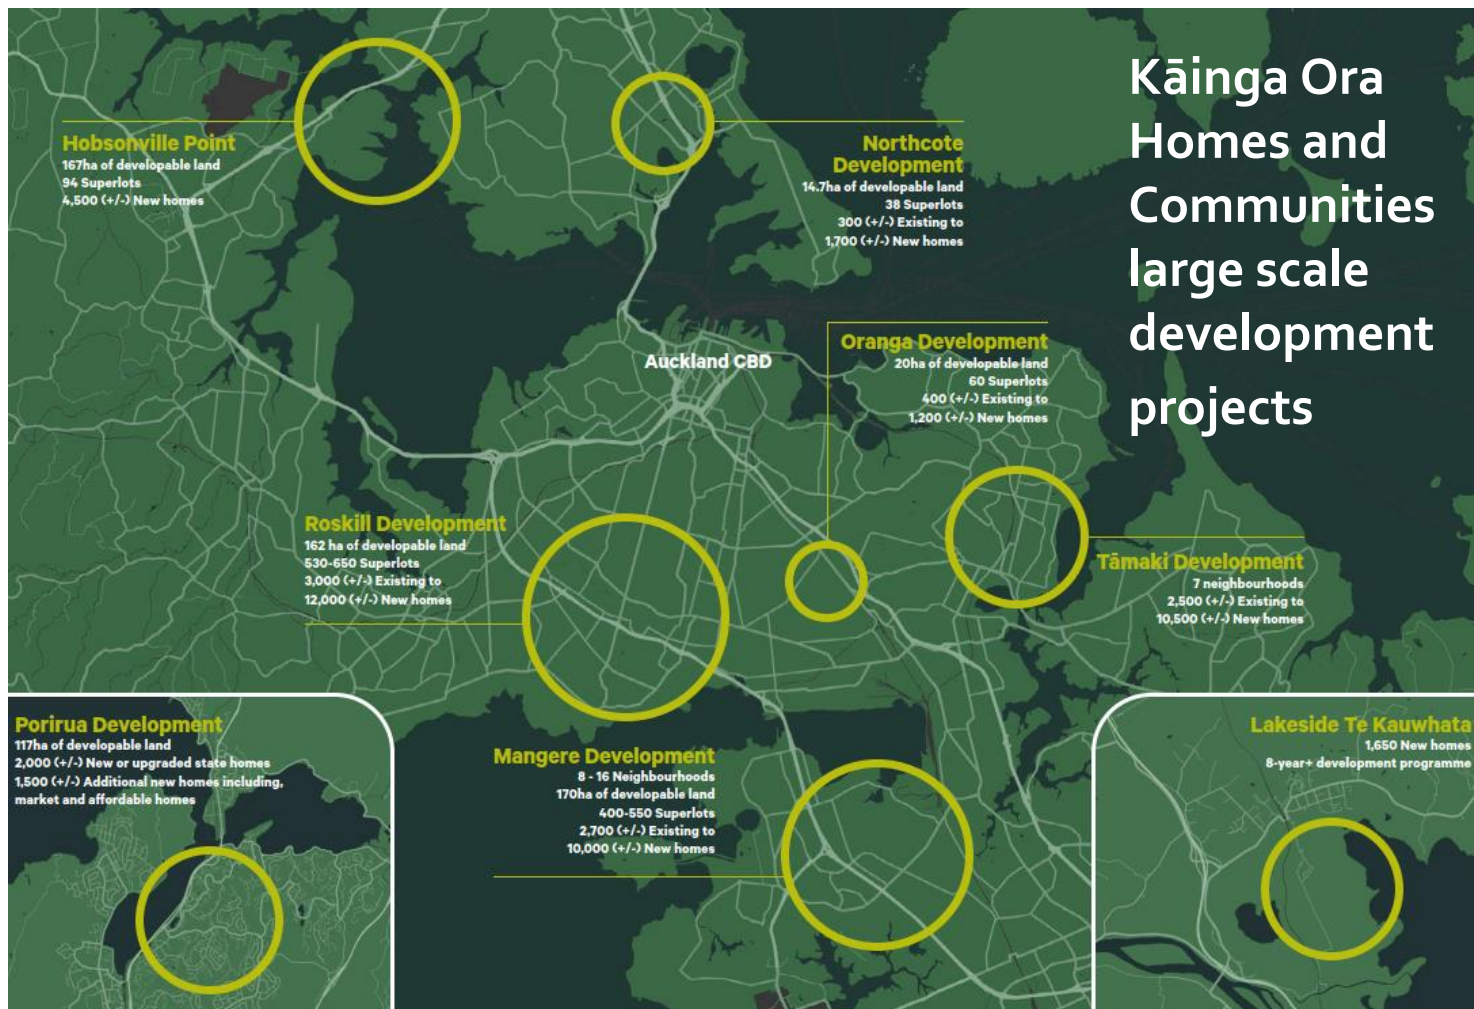 Kāinga Ora
Homes and
Communities
large scale
development
projects
Hobsonville Point
167ha of developable land
94 Superlots
4,500 (+/-) New homes
Northcote
Development
14.7ha of developable land
38 Superlots
300 (+/-) Existing to
1,700 (+/-) New homes
Auckland CBD
Oranga Development
20ha of developable land
60 Superlots
400 (+/-) Existing to
1,200 (+/-) New homes
Roskill Development
162 ha of developable land
530-650 Superlots
3,000 (+/-) Existing to
12,000 (+/-) New homes
Tāmaki Development
7 neighbourhoods
2,500 (+/-) Existing to
10,500 (+/-) New homes
Porirua Development
117ha of developable land
2,000 (+/-) New or upgraded state homes
1,500 (+/-) Additional new homes including,
market and affordable homes
Mangere Development
8 - 16 Neighbourhoods
170ha of developable land
400-550 Superlots
2,700 (+/-) Existing to
10,000 (+/-) New homes
Lakeside Te Kauwhata
1,650 New homes
8-year+ development programme